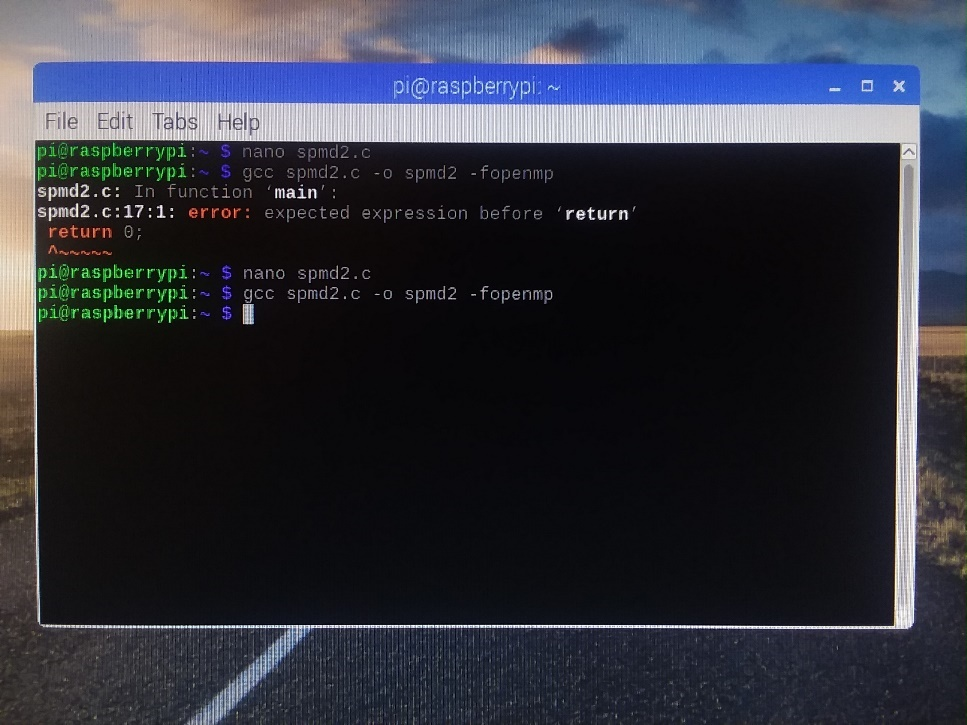 pi@raspberrypi: ~
File Edit Tabs Help
pi@raspberrypi:~ $ nano spmd2.c
pi@raspberrypi:~ $ gcc spmd2.c -o spmd2 -fopenmp
spmd2.c: In function ‘main’:
spmd2.c:17:1: error: expected expression before ‘return’
 return 0;
 ^~~~~~
pi@raspberrypi:~ $ nano spmd2.c
pi@raspberrypi:~ $ gcc spmd2.c -o spmd2 -fopenmp
pi@raspberrypi:~ $